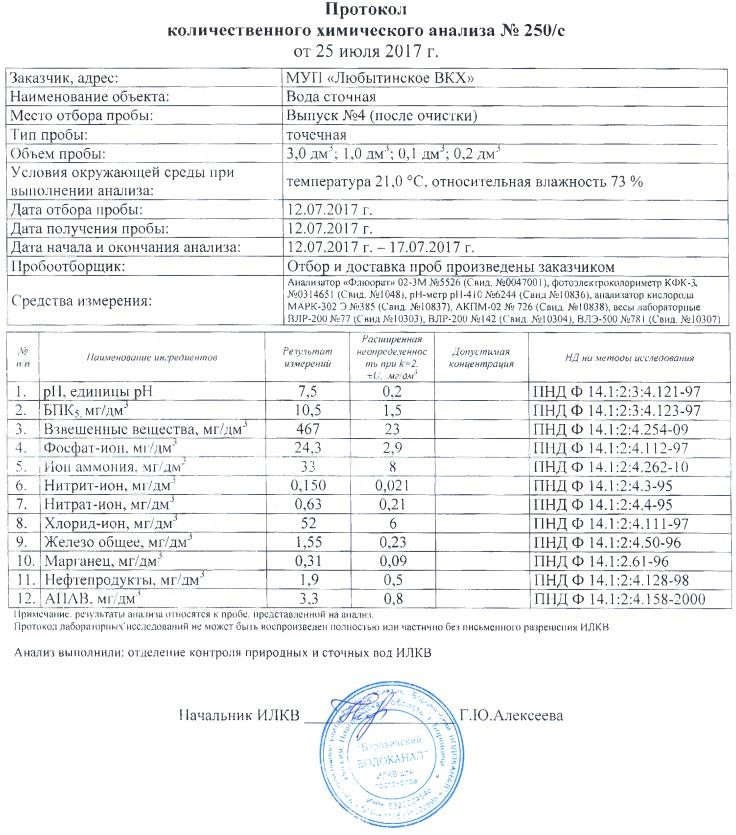 Протокол
количественного химического анализа № 250/с
от 25 июля 2017 г.
Заказчик, адрес: МУП «Любытинское ВКХ»
Наименование объекта: Вода сточная
Место отбора пробы: Выпуск №4 (после очистки)
Тип пробы: точечная
Объем пробы: 3,0 дм³; 1,0 дм³; 0,1 дм³; 0,2 дм³
Условия окружающей среды при
выполнении анализа: температура 21,0 °С, относительная влажность 73 %
Дата отбора пробы: 12.07.2017 г.
Дата получения пробы: 12.07.2017 г.
Дата начала и окончания анализа: 12.07.2017 г. – 17.07.2017 г.
Пробоотборщик: Отбор и доставка проб произведены заказчиком
Средства измерения: Анализатор «Флюорат» 02-3М №5526 (Свид. №0047001), фотоэлектроколориметр КФК-3,
№0314651 (Свид. №1048), рН-метр рН-410 №6244 (Свид №10836), анализатор кислорода
МАРК-302 Э №385 (Свид. №10837), АКПМ-02 № 726 (Свид. №10838), весы лабораторные
ВЛР-200 №77 (Свид №10303), ВЛР-200 №142 (Свид. №10304), ВЛЭ-500 №781 (Свид. №10307)
№ п/п Наименование ингредиентов Результат измерений Расширенная неопределенность при k=2, ±U, мг/дм³ Допустимая концентрация НД на методы исследования
1. рН, единицы рН 7,5 0,2 ПНД Ф 14.1:2:3:4.121-97
2. БПК₅, мг/дм³ 10,5 1,5 ПНД Ф 14.1:2:3:4.123-97
3. Взвешенные вещества, мг/дм³ 467 23 ПНД Ф 14.1:2:4.254-09
4. Фосфат-ион, мг/дм³ 24,3 2,9 ПНД Ф 14.1:2:4.112-97
5. Ион аммония, мг/дм³ 33 8 ПНД Ф 14.1:2:4.262-10
6. Нитрит-ион, мг/дм³ 0,150 0,021 ПНД Ф 14.1:2:4.3-95
7. Нитрат-ион, мг/дм³ 0,63 0,21 ПНД Ф 14.1:2:4.4-95
8. Хлорид-ион, мг/дм³ 52 6 ПНД Ф 14.1:2:4.111-97
9. Железо общее, мг/дм³ 1,55 0,23 ПНД Ф 14.1:2:4.50-96
10. Марганец, мг/дм³ 0,31 0,09 ПНД Ф 14.1:2.61-96
11. Нефтепродукты, мг/дм³ 1,9 0,5 ПНД Ф 14.1:2:4.128-98
12. АПАВ, мг/дм³ 3,3 0,8 ПНД Ф 14.1:2:4.158-2000
Примечание: результаты анализа относятся к пробе, представленной на анализ.
Протокол лабораторных исследований не может быть воспроизведен полностью или частично без письменного разрешения ИЛКВ
Анализ выполнили: отделение контроля природных и сточных вод ИЛКВ
Начальник ИЛКВ Г.Ю.Алексеева
"Боровичский
ВОДОКАНАЛ"
ИЛКВ для
протоколов